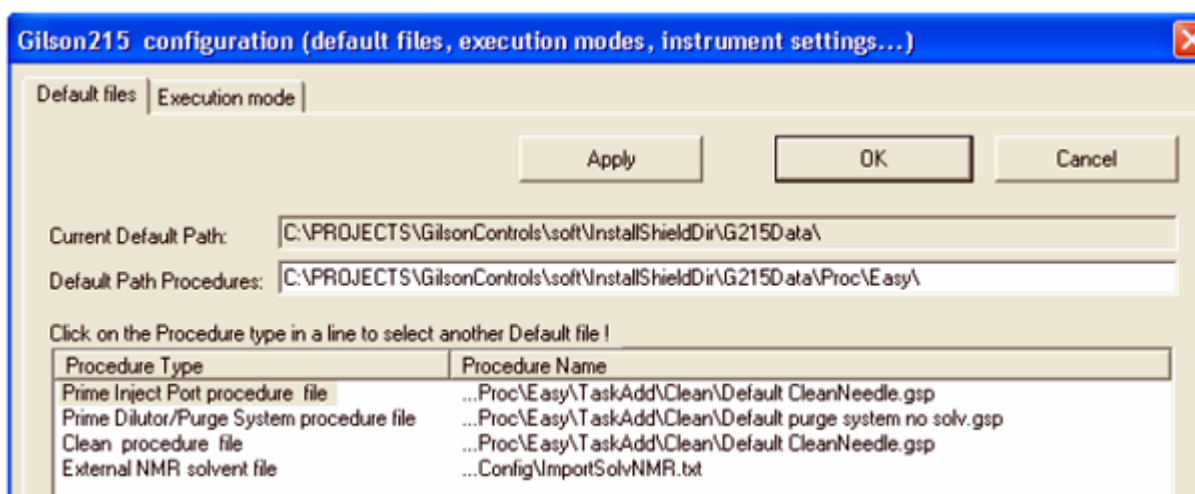 Gilson215 configuration (default files, execution modes, instrument settings...)
Default files Execution mode
Apply OK Cancel
Current Default Path: C:\PROJECTS\GilsonControls\soft\InstallShieldDir\G215Data\
Default Path Procedures: C:\PROJECTS\GilsonControls\soft\InstallShieldDir\G215Data\Proc\Easy\
Click on the Procedure type in a line to select another Default file !
Procedure Type Procedure Name
Prime Inject Port procedure file ...Proc\Easy\TaskAdd\Clean\Default CleanNeedle.gsp
Prime Dilutor/Purge System procedure file ...Proc\Easy\TaskAdd\Clean\Default purge system no solv.gsp
Clean procedure file ...Proc\Easy\TaskAdd\Clean\Default CleanNeedle.gsp
External NMR solvent file ...Config\ImportSolvNMR.txt